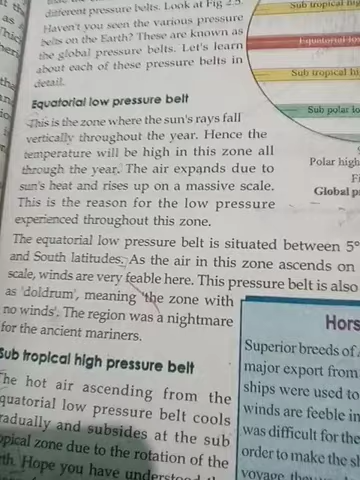 different pressure belts. Look at Fig 2.5.
Haven't you seen the various pressure
belts on the Earth? These are known as
the global pressure belts. Let's learn
about each of these pressure belts in
detail.
Equatorial low pressure belt
This is the zone where the sun's rays fall
vertically throughout the year. Hence the
temperature will be high in this zone all
through the year. The air expands due to
sun's heat and rises up on a massive scale.
This is the reason for the low pressure
experienced throughout this zone.
The equatorial low pressure belt is situated between 5°
and South latitudes. As the air in this zone ascends on
scale, winds are very feable here. This pressure belt is also
as 'doldrum', meaning 'the zone with
no winds'. The region was a nightmare
for the ancient mariners.
Sub tropical high pressure belt
The hot air ascending from the
equatorial low pressure belt cools
gradually and subsides at the sub
tropical zone due to the rotation of the
Hope you have understood
Sub tropical
Equatorial
Sub tropical
Sub polar lo
Polar high
Global p
Hors
Superior breeds of
major export from
ships were used to
winds are feeble in
was difficult for the
order to make the
voyage